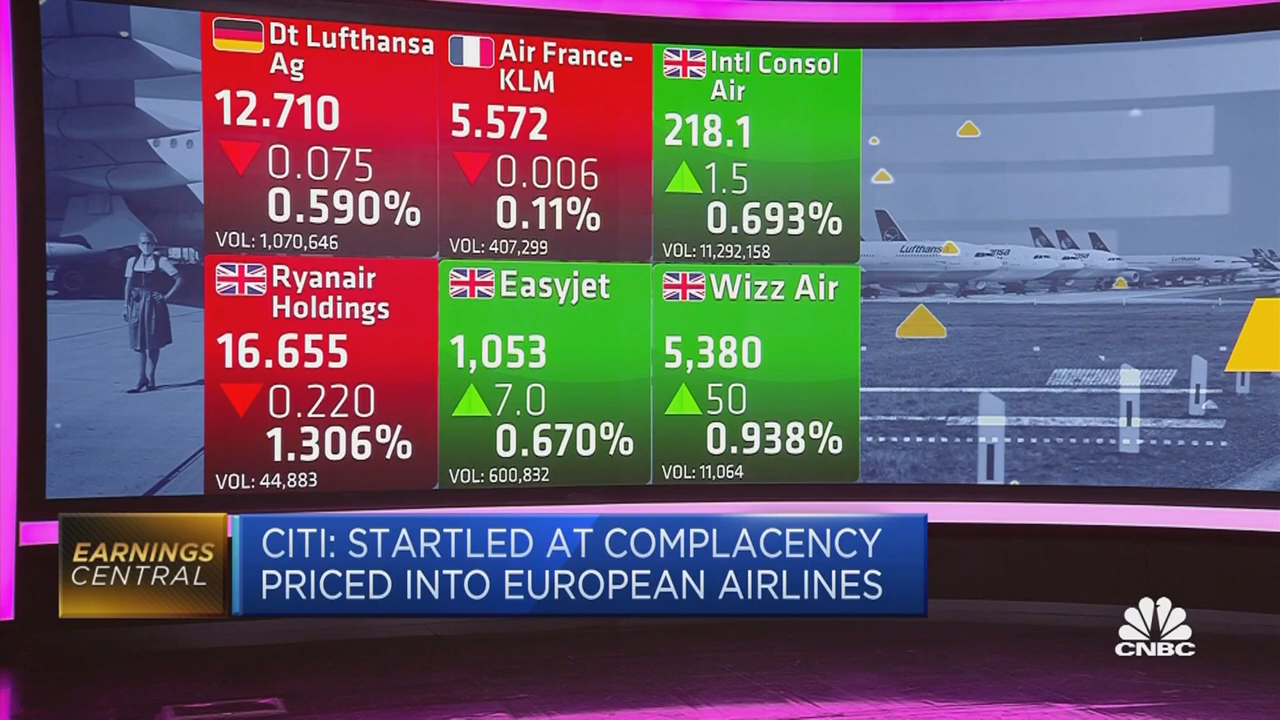 Dt Lufthansa
Ag
12.710
0.075
0.590%
VOL: 1,070,646
Air France-
KLM
5.572
0.006
0.11%
VOL: 407,299
Intl Consol
Air
218.1
1.5
0.693%
VOL: 11,292,158
Ryanair
Holdings
16.655
0.220
1.306%
VOL: 44,883
Easyjet
1,053
7.0
0.670%
VOL: 600,832
Wizz Air
5,380
50
0.938%
VOL: 11,064
Lufthansa
EARNINGS
CENTRAL
CITI: STARTLED AT COMPLACENCY
PRICED INTO EUROPEAN AIRLINES
CNBC